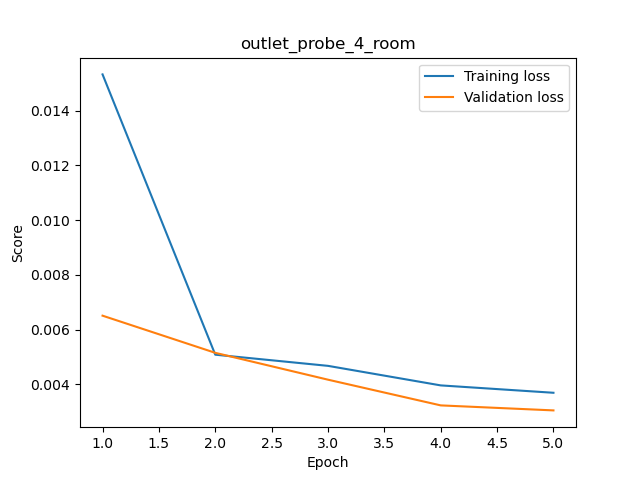 outlet_probe_4_room
Training loss
Validation loss
0.014
0.012
0.010
0.008
0.006
0.004
Score
1.0 1.5 2.0 2.5 3.0 3.5 4.0 4.5 5.0
Epoch